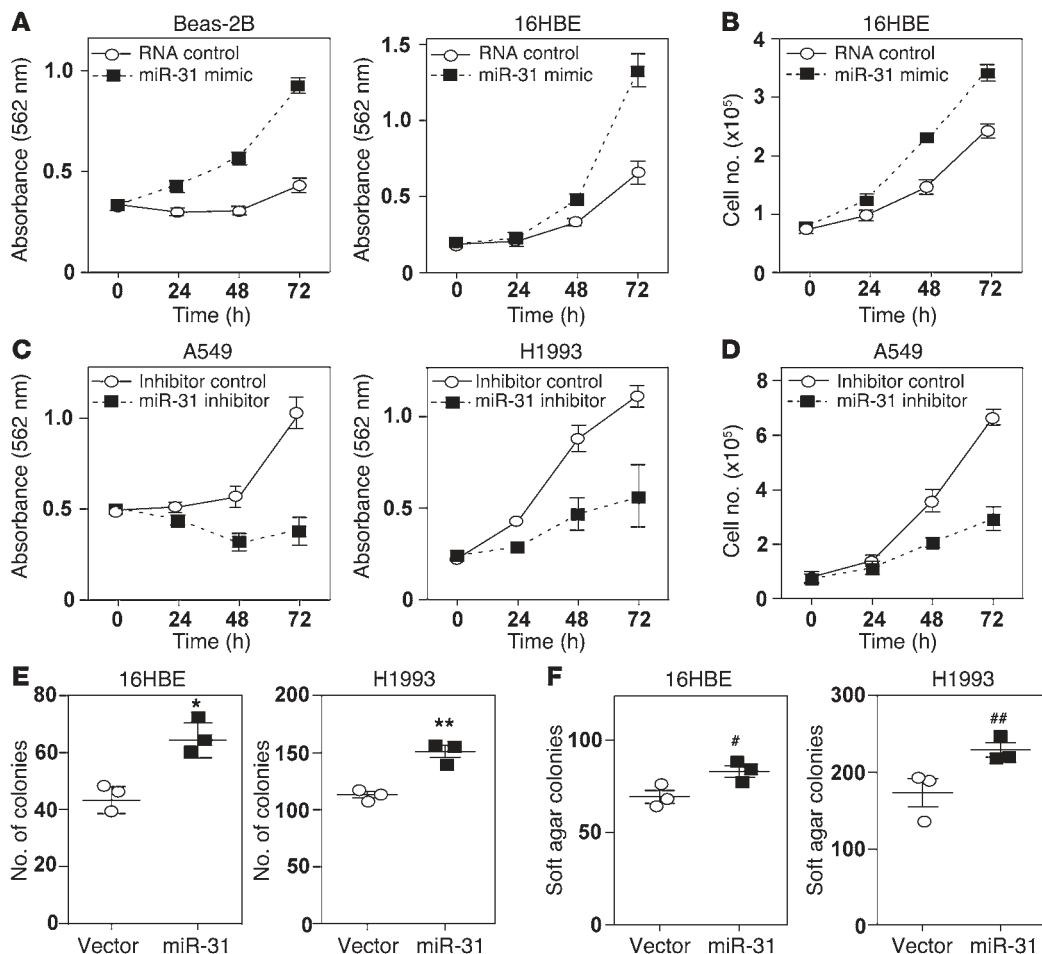 A
Beas-2B
RNA control
miR-31 mimic
Absorbance (562 nm)
1.0
0.5
0
0 24 48 72
Time (h)
16HBE
RNA control
miR-31 mimic
Absorbance (562 nm)
1.5
1.0
0.5
0
0 24 48 72
Time (h)
B
16HBE
RNA control
miR-31 mimic
Cell no. (x10⁵)
4
3
2
1
0
0 24 48 72
Time (h)
C
A549
Inhibitor control
miR-31 inhibitor
Absorbance (562 nm)
1.0
0.5
0
0 24 48 72
Time (h)
H1993
Inhibitor control
miR-31 inhibitor
Absorbance (562 nm)
1.0
0.5
0
0 24 48 72
Time (h)
D
A549
Inhibitor control
miR-31 inhibitor
Cell no. (x10⁵)
8
6
4
2
0
0 24 48 72
Time (h)
E
16HBE
No. of colonies
80
60
40
20
0
*
Vector miR-31
H1993
No. of colonies
200
150
100
50
0
**
Vector miR-31
F
16HBE
Soft agar colonies
100
50
0
#
Vector miR-31
H1993
Soft agar colonies
300
200
100
0
##
Vector miR-31